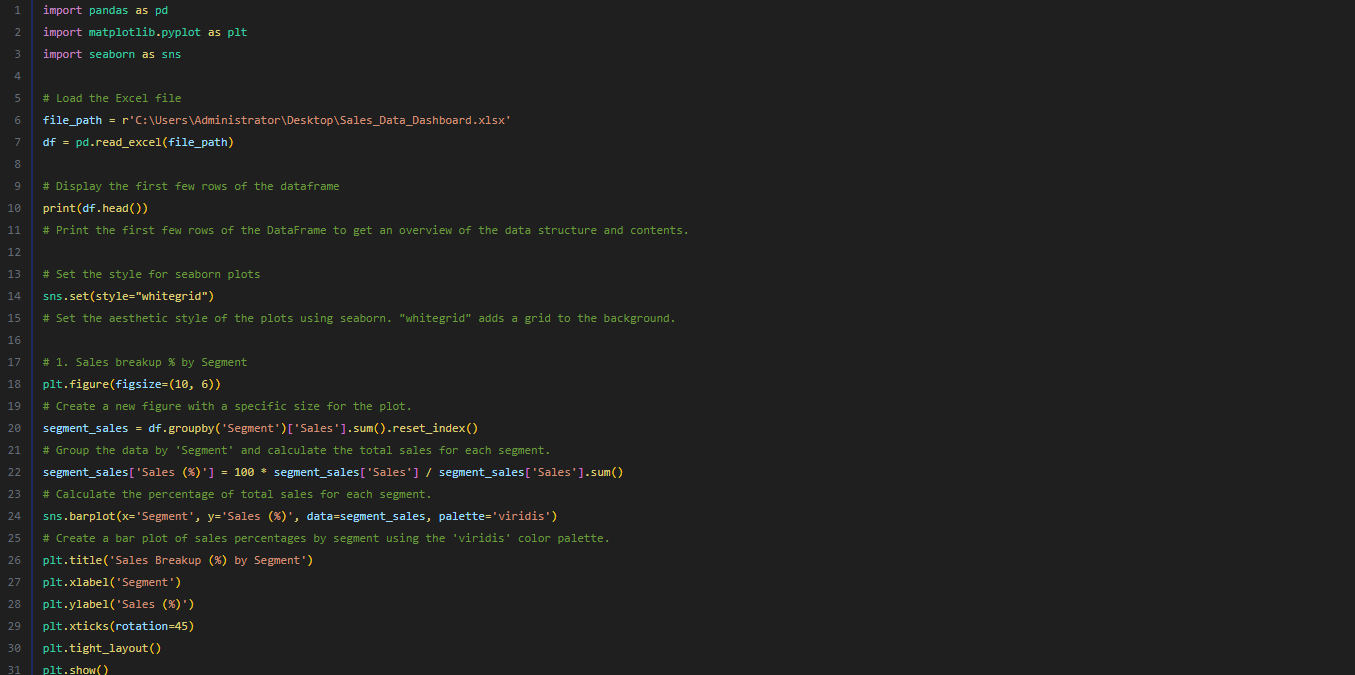 1 import pandas as pd
2 import matplotlib.pyplot as plt
3 import seaborn as sns
4
5 # Load the Excel file
6 file_path = r'C:\Users\Administrator\Desktop\Sales_Data_Dashboard.xlsx'
7 df = pd.read_excel(file_path)
8
9 # Display the first few rows of the dataframe
10 print(df.head())
11 # Print the first few rows of the DataFrame to get an overview of the data structure and contents.
12
13 # Set the style for seaborn plots
14 sns.set(style="whitegrid")
15 # Set the aesthetic style of the plots using seaborn. "whitegrid" adds a grid to the background.
16
17 # 1. Sales breakup % by Segment
18 plt.figure(figsize=(10, 6))
19 # Create a new figure with a specific size for the plot.
20 segment_sales = df.groupby('Segment')['Sales'].sum().reset_index()
21 # Group the data by 'Segment' and calculate the total sales for each segment.
22 segment_sales['Sales (%)'] = 100 * segment_sales['Sales'] / segment_sales['Sales'].sum()
23 # Calculate the percentage of total sales for each segment.
24 sns.barplot(x='Segment', y='Sales (%)', data=segment_sales, palette='viridis')
25 # Create a bar plot of sales percentages by segment using the 'viridis' color palette.
26 plt.title('Sales Breakup (%) by Segment')
27 plt.xlabel('Segment')
28 plt.ylabel('Sales (%)')
29 plt.xticks(rotation=45)
30 plt.tight_layout()
31 plt.show()